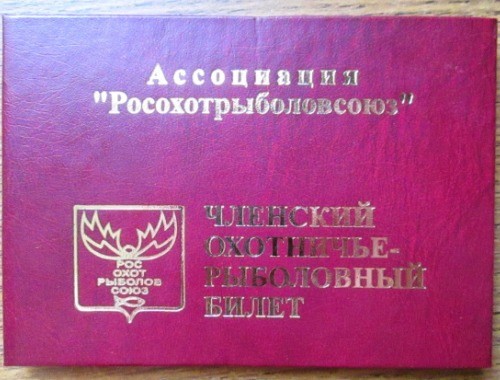 Ассоциация
"Росохотрыболовсоюз"
РОС
ОХОТ
РЫБОЛОВ
СОЮЗ
ЧЛЕНСКИЙ
ОХОТНИЧЬЕ-
РЫБОЛОВНЫЙ
БИЛЕТ